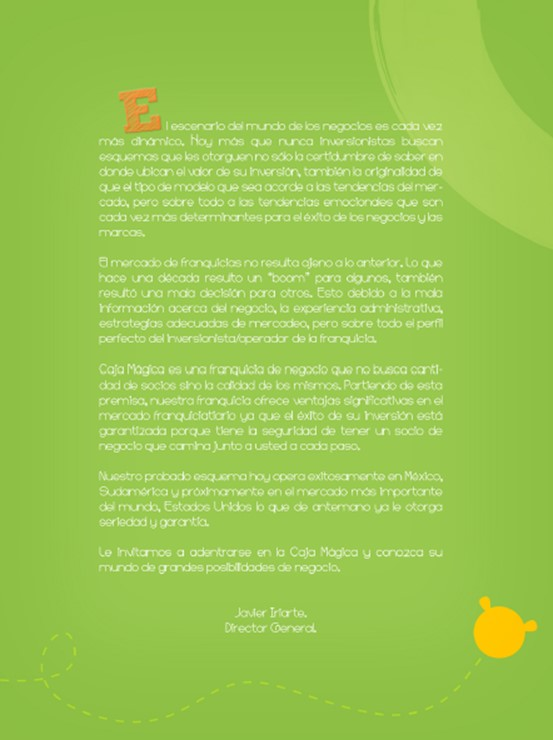 El escenario del mundo de los negocios es cada vez
más dinámico. Hoy más que nunca inversionistas buscan
esquemas que les otorguen no sólo la certidumbre de saber en
donde ubican el valor de su inversión, también la originalidad de
que el tipo de modelo que sea acorde a las tendencias del mer-
cado, pero sobre todo a las tendencias emocionales que son
cada vez más determinantes para el éxito de los negocios y las
marcas.
El mercado de franquicias no resulta ajeno a lo anterior. Lo que
hace una década resulto un "boom" para algunos, también
resultó una mala decisión para otros. Esto debido a la mala
información acerca del negocio, la experiencia administrativa,
estrategias adecuadas de mercadeo, pero sobre todo el perfil
perfecto del inversionista/operador de la franquicia.
Caja Mágica es una franquicia de negocio que no busca canti-
dad de socios sino la calidad de los mismos. Partiendo de esta
premisa, nuestra franquicia ofrece ventajas significativas en el
mercado franquiciatario ya que el éxito de su inversión está
garantizada porque tiene la seguridad de tener un socio de
negocio que camina junto a usted a cada paso.
Nuestro probado esquema hoy opera exitosamente en México,
Sudamérica y próximamente en el mercado más importante
del mundo, Estados Unidos lo que de antemano ya le otorga
seriedad y garantía.
Le invitamos a adentrarse en la Caja Mágica y conozca su
mundo de grandes posibilidades de negocio.
Javier Iriarte.
Director General.